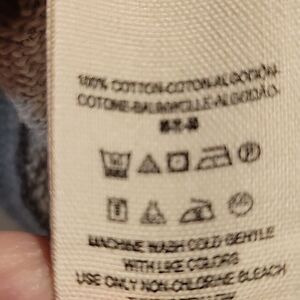 100% COTTON-COTON-ALGODÓN-
COTONE-BAUMWOLLE-ALGODÃO-
MACHINE WASH COLD GENTLE
WITH LIKE COLORS
USE ONLY NON-CHLORINE BLEACH